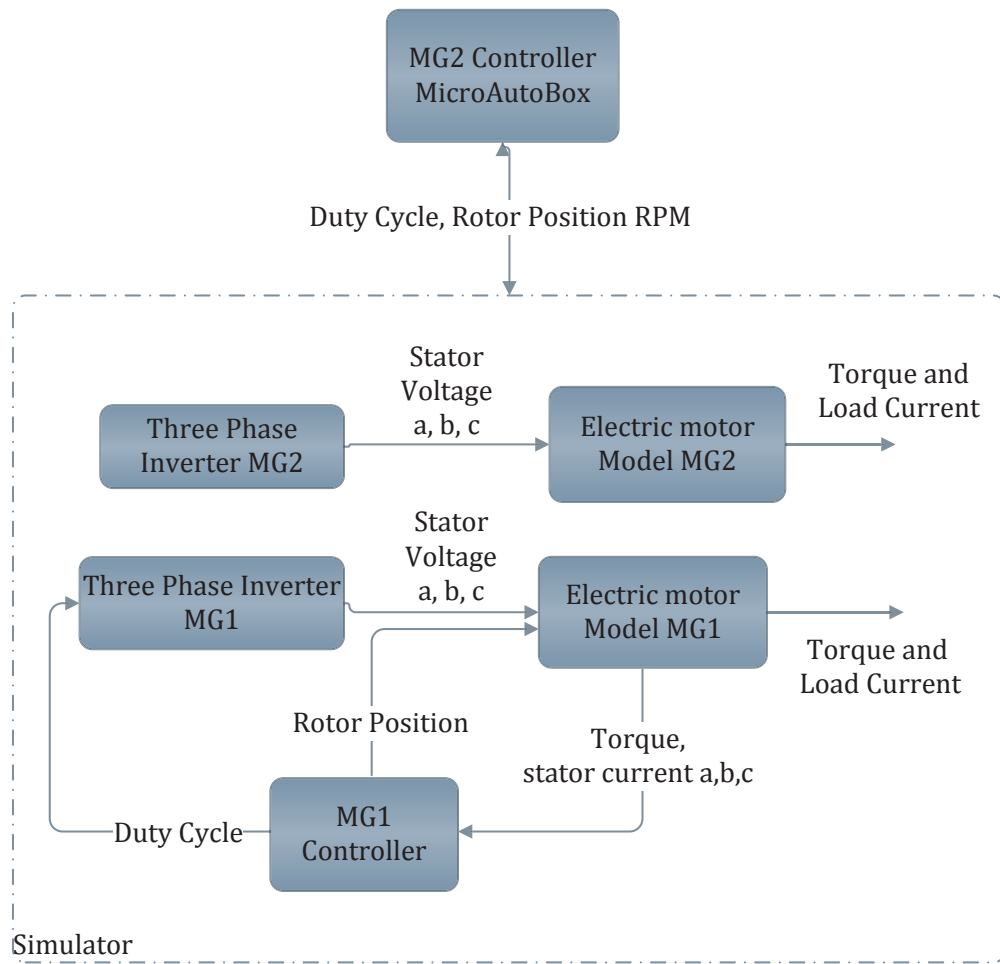 MG2 Controller
MicroAutoBox
Duty Cycle, Rotor Position RPM
Stator
Voltage
a, b, c
Torque and
Load Current
Three Phase
Inverter MG2
Electric motor
Model MG2
Stator
Voltage
a, b, c
Three Phase Inverter
MG1
Electric motor
Model MG1
Torque and
Load Current
Rotor Position
Torque,
stator current a,b,c
MG1
Controller
Duty Cycle
Simulator